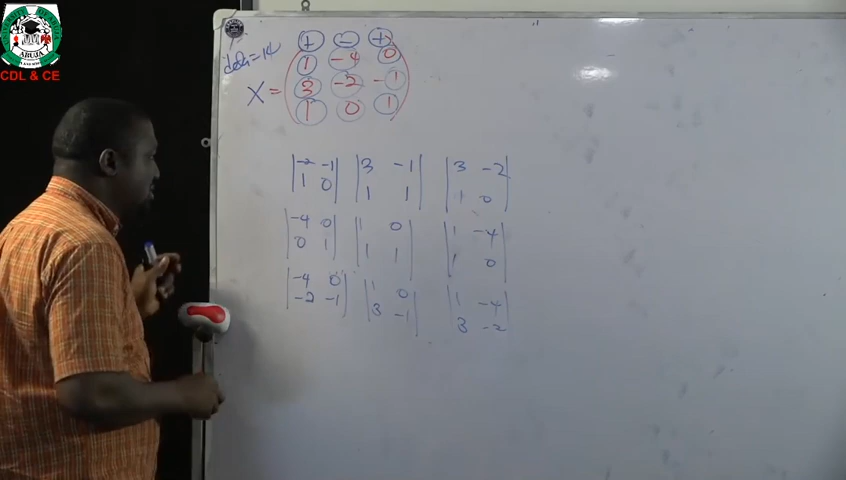 ABUJA
CDL & CE
det = 14
+ - +
X = ( 1 -4 0
3 -2 -1
1 0 1 )
|-2 -1| |3 -1| |3 -2|
|1 0| |1 1| |1 0|
|-4 0| |1 0| |1 -4|
|0 1| |1 1| |1 0|
|-4 0| |1 0| |1 -4|
|-2 -1| |3 -1| |3 -2|